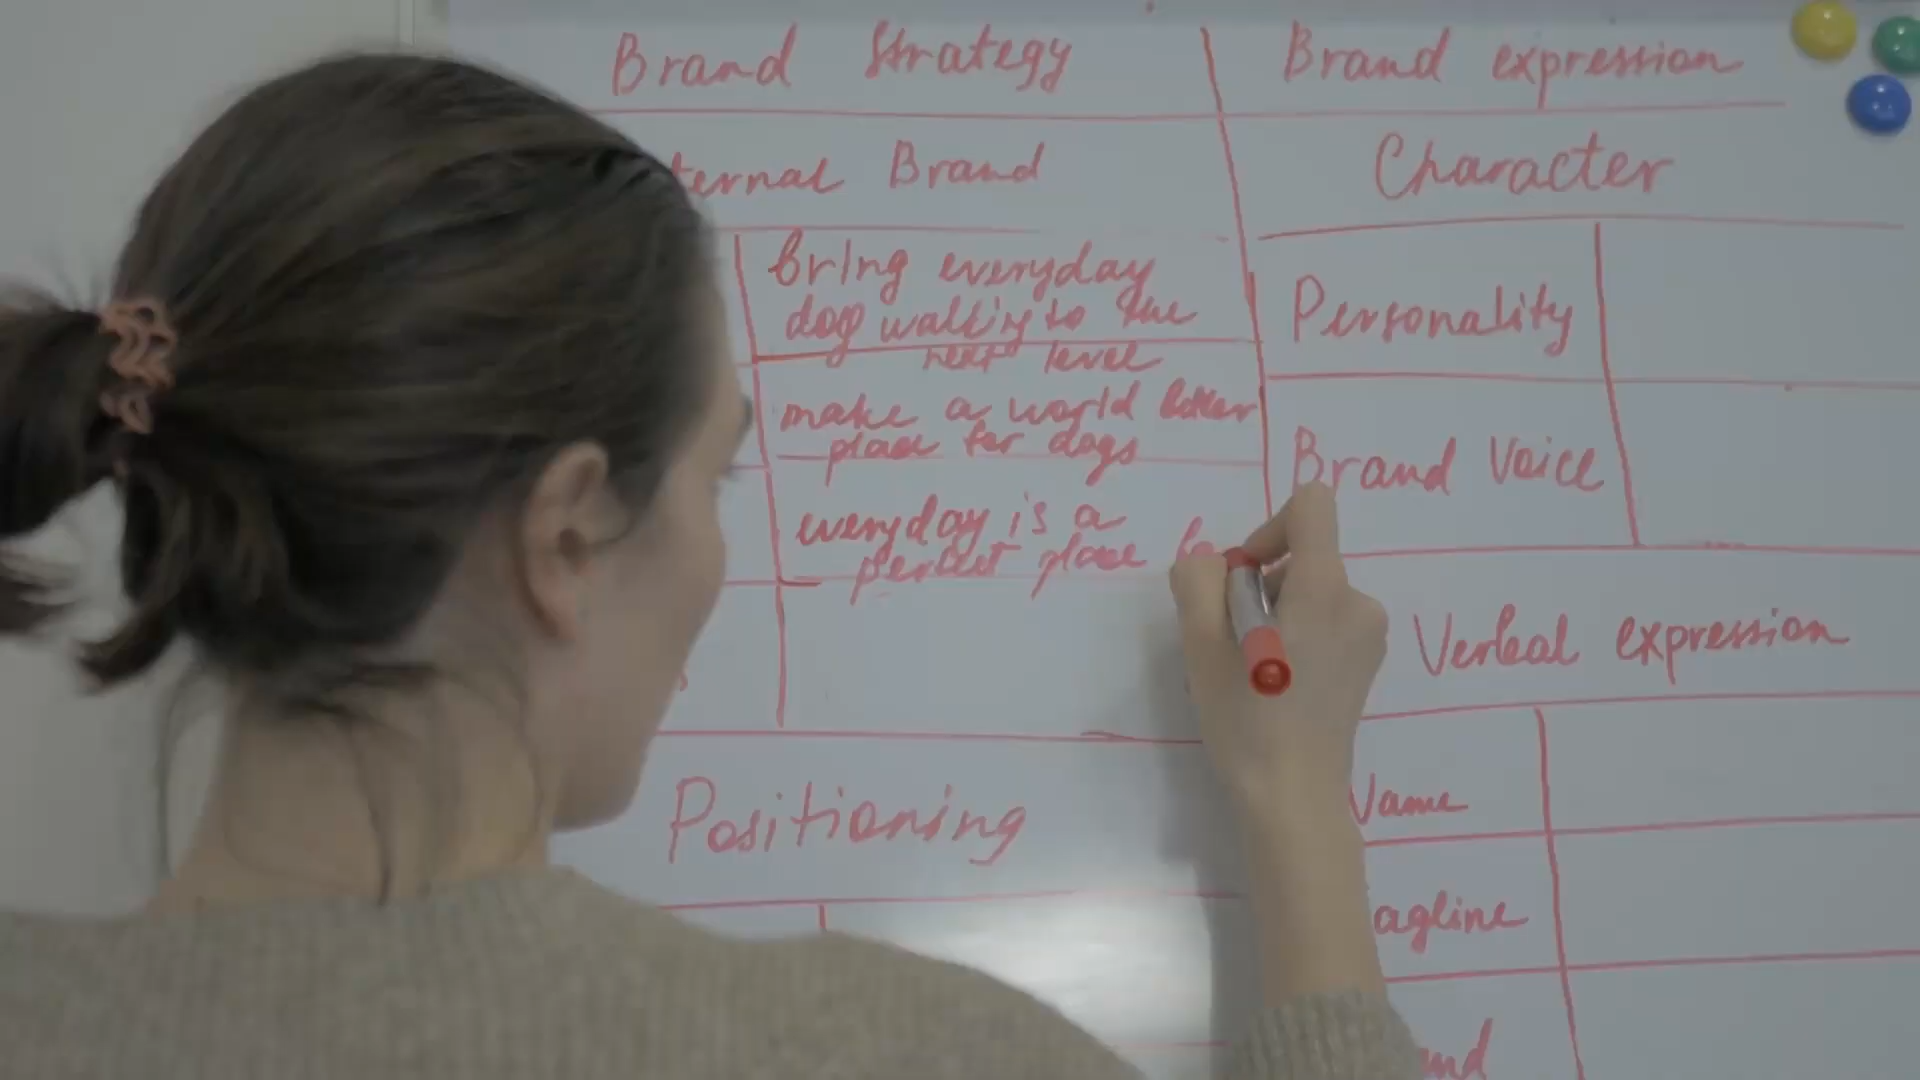 Brand Strategy
Brand expression
ternal Brand
Character
bring everyday
dog walking to the
next level
make a world better
place for dogs
everyday is a
perfect place fo
s
Personality
Brand Voice
Positioning
Verbal expression
Name
agline
and